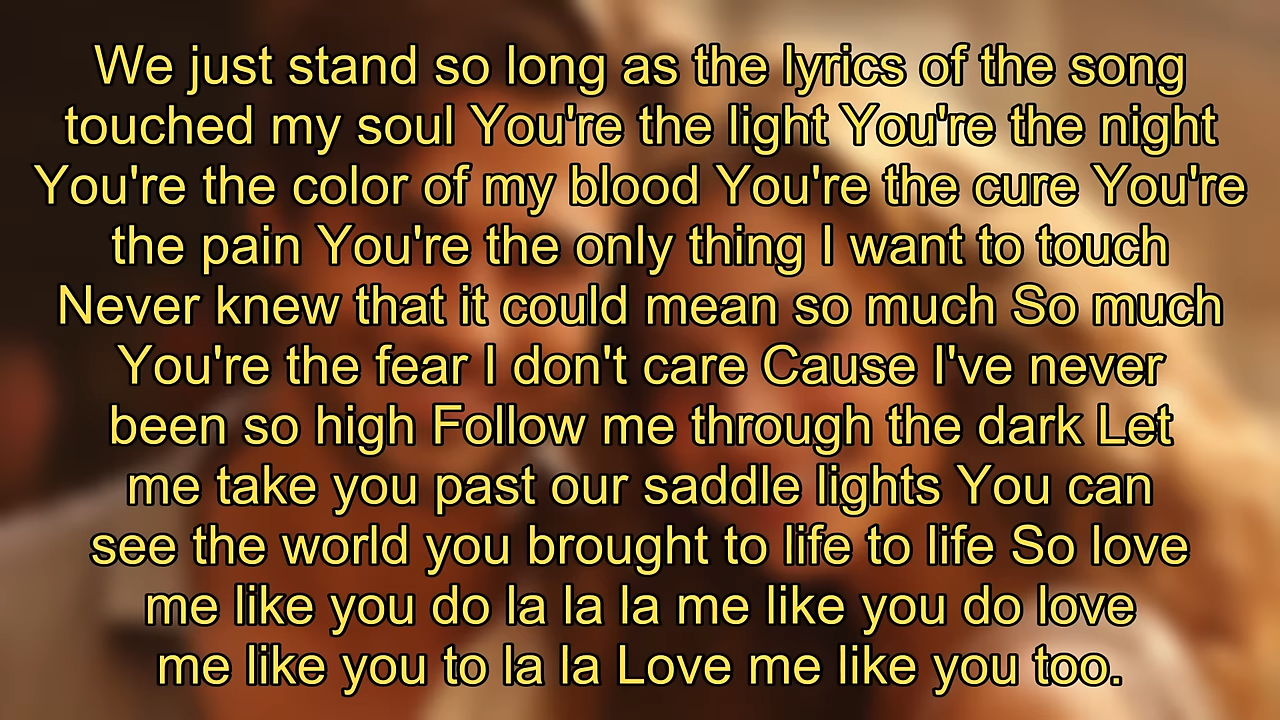 We just stand so long as the lyrics of the song
touched my soul You're the light You're the night
You're the color of my blood You're the cure You're
the pain You're the only thing I want to touch
Never knew that it could mean so much So much
You're the fear I don't care Cause I've never
been so high Follow me through the dark Let
me take you past our saddle lights You can
see the world you brought to life to life So love
me like you do la la la me like you do love
me like you to la la Love me like you too.